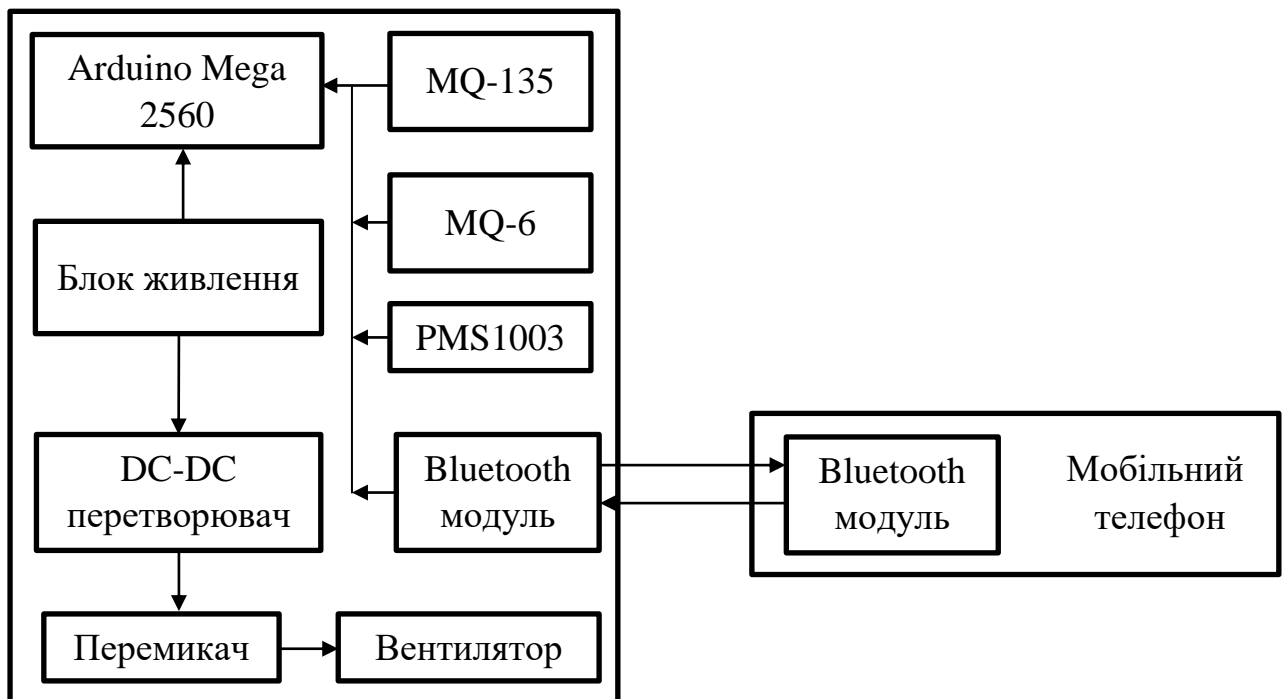 Arduino Mega
2560
MQ-135
MQ-6
Блок живлення
PMS1003
DC-DC
перетворювач
Bluetooth
модуль
Bluetooth
модуль
Мобільний
телефон
Перемикач
Вентилятор